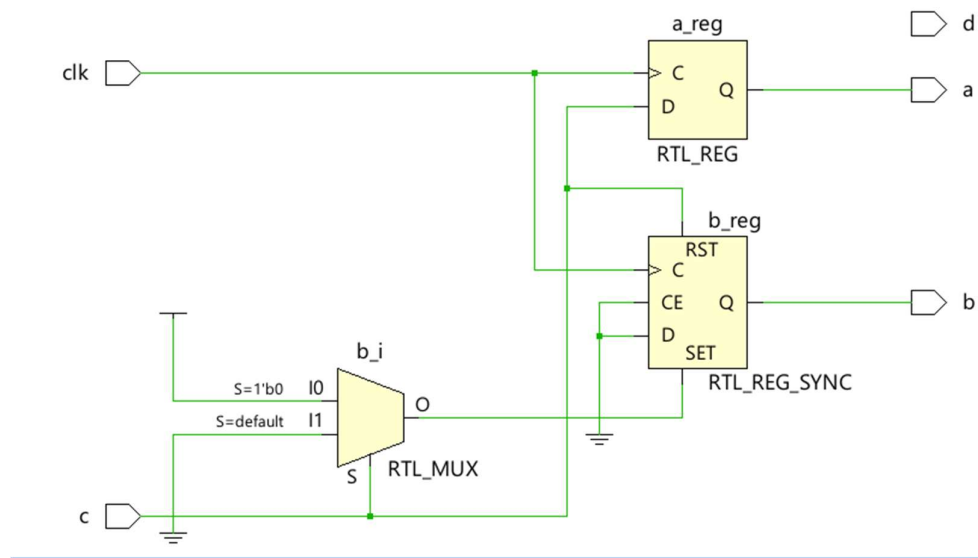 d
a_reg
clk
C
Q
a
D
RTL_REG
b_reg
RST
C
CE
Q
b
D
SET
RTL_REG_SYNC
b_i
S=1'b0
I0
O
S=default
I1
S
RTL_MUX
c